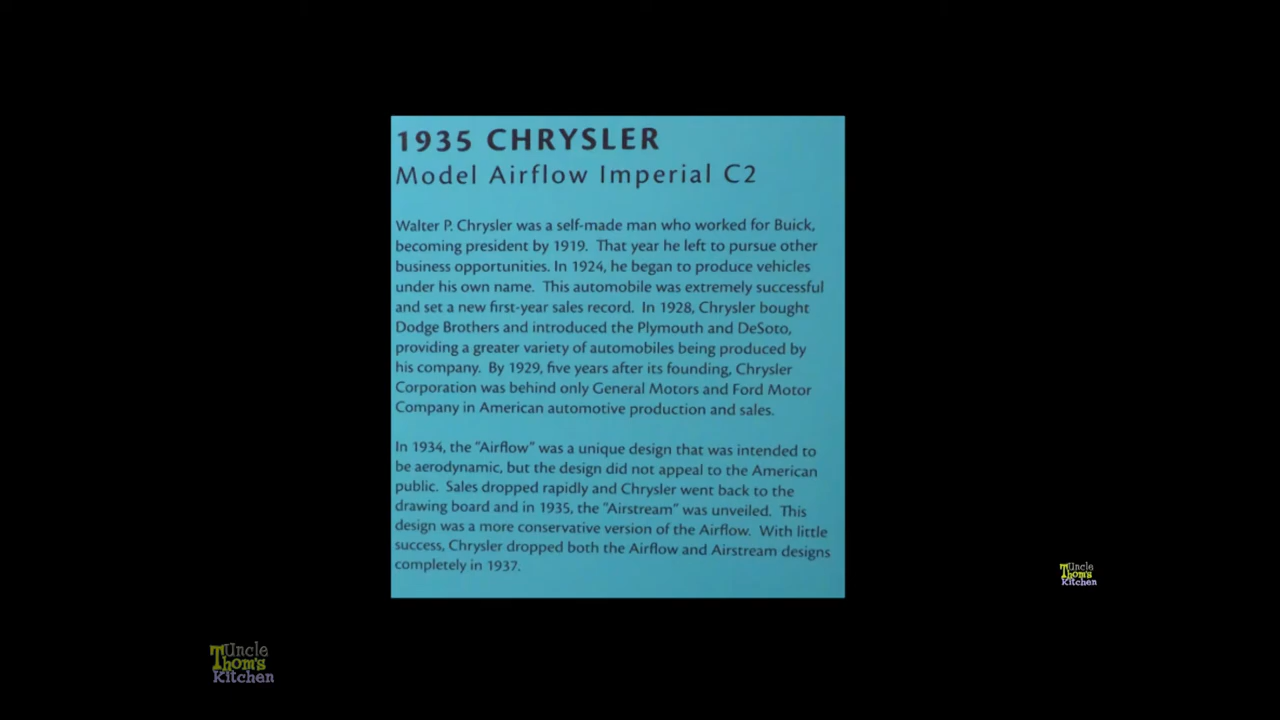 1935 CHRYSLER
Model Airflow Imperial C2
Walter P. Chrysler was a self-made man who worked for Buick,
becoming president by 1919. That year he left to pursue other
business opportunities. In 1924, he began to produce vehicles
under his own name. This automobile was extremely successful
and set a new first-year sales record. In 1928, Chrysler bought
Dodge Brothers and introduced the Plymouth and DeSoto,
providing a greater variety of automobiles being produced by
his company. By 1929, five years after its founding, Chrysler
Corporation was behind only General Motors and Ford Motor
Company in American automotive production and sales.
In 1934, the "Airflow" was a unique design that was intended to
be aerodynamic, but the design did not appeal to the American
public. Sales dropped rapidly and Chrysler went back to the
drawing board and in 1935, the "Airstream" was unveiled. This
design was a more conservative version of the Airflow. With little
success, Chrysler dropped both the Airflow and Airstream designs
completely in 1937.
Uncle
Thom's
Kitchen
Uncle
Thom's
Kitchen